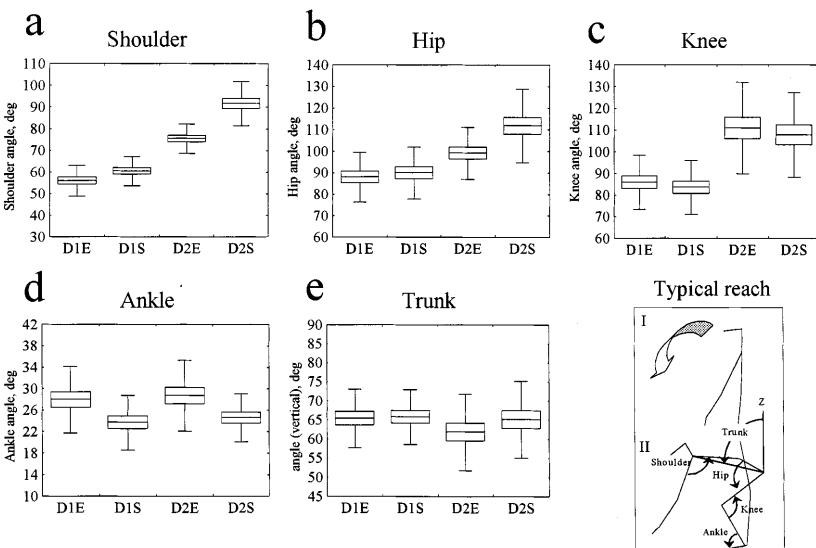 a Shoulder
Shoulder angle, deg
110
100
90
80
70
60
50
40
30
D1E D1S D2E D2S
b Hip
Hip angle, deg
140
130
120
110
100
90
80
70
60
D1E D1S D2E D2S
c Knee
Knee angle, deg
140
130
120
110
100
90
80
70
60
D1E D1S D2E D2S
d Ankle
Ankle angle, deg
42
38
34
30
26
22
18
14
10
D1E D1S D2E D2S
e Trunk
angle (vertical), deg
90
85
80
75
70
65
60
55
50
45
D1E D1S D2E D2S
Typical reach
I
Z
Trunk
II
Shoulder
Hip
Knee
Ankle